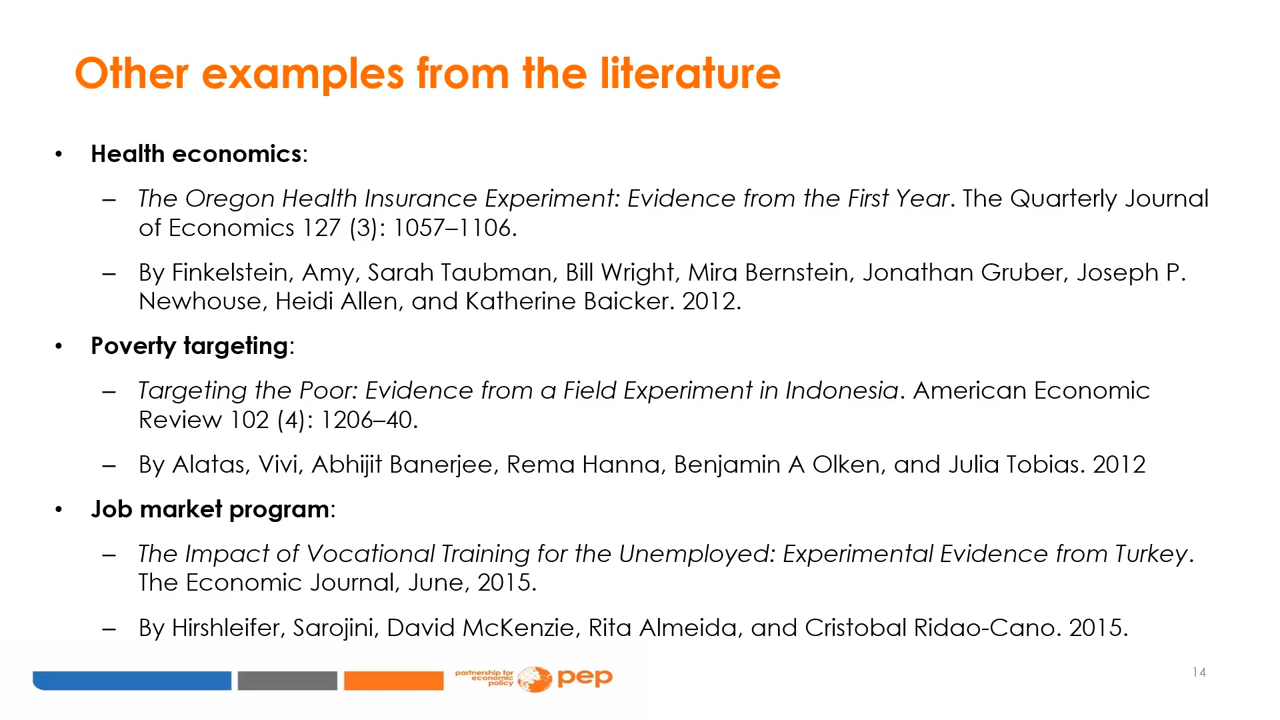 Other examples from the literature
• Health economics:
– The Oregon Health Insurance Experiment: Evidence from the First Year. The Quarterly Journal
of Economics 127 (3): 1057–1106.
– By Finkelstein, Amy, Sarah Taubman, Bill Wright, Mira Bernstein, Jonathan Gruber, Joseph P.
Newhouse, Heidi Allen, and Katherine Baicker. 2012.
• Poverty targeting:
– Targeting the Poor: Evidence from a Field Experiment in Indonesia. American Economic
Review 102 (4): 1206–40.
– By Alatas, Vivi, Abhijit Banerjee, Rema Hanna, Benjamin A Olken, and Julia Tobias. 2012
• Job market program:
– The Impact of Vocational Training for the Unemployed: Experimental Evidence from Turkey.
The Economic Journal, June, 2015.
– By Hirshleifer, Sarojini, David McKenzie, Rita Almeida, and Cristobal Ridao-Cano. 2015.
partnership for
economic
policy
pep
14